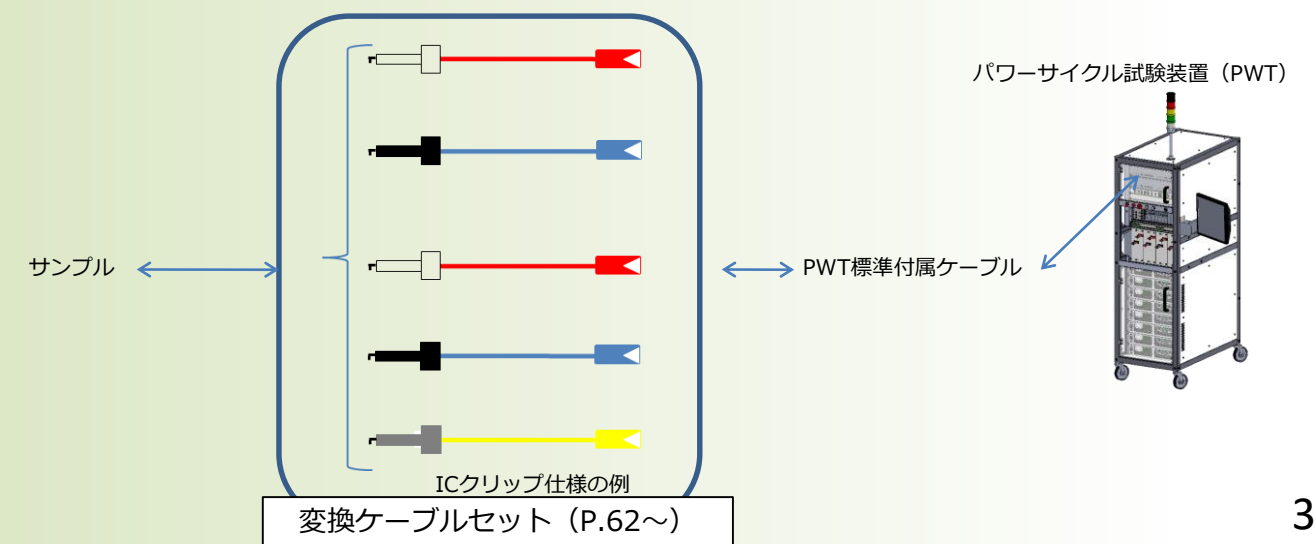 パワーサイクル試験装置（PWT）
サンプル
PWT標準付属ケーブル
ICクリップ仕様の例
変換ケーブルセット（P.62～）
3